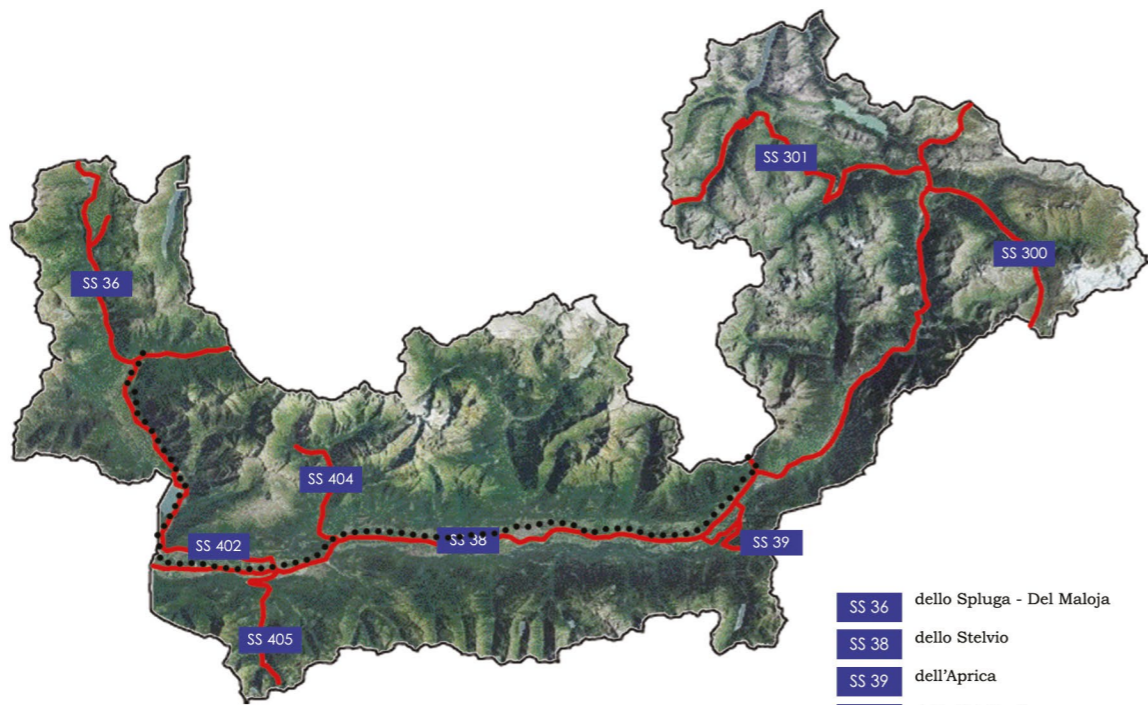 SS 301
SS 300
SS 36
SS 404
SS 402
SS 38
SS 39
SS 405
SS 36 dello Spluga - Del Maloja
SS 38 dello Stelvio
SS 39 dell'Aprica